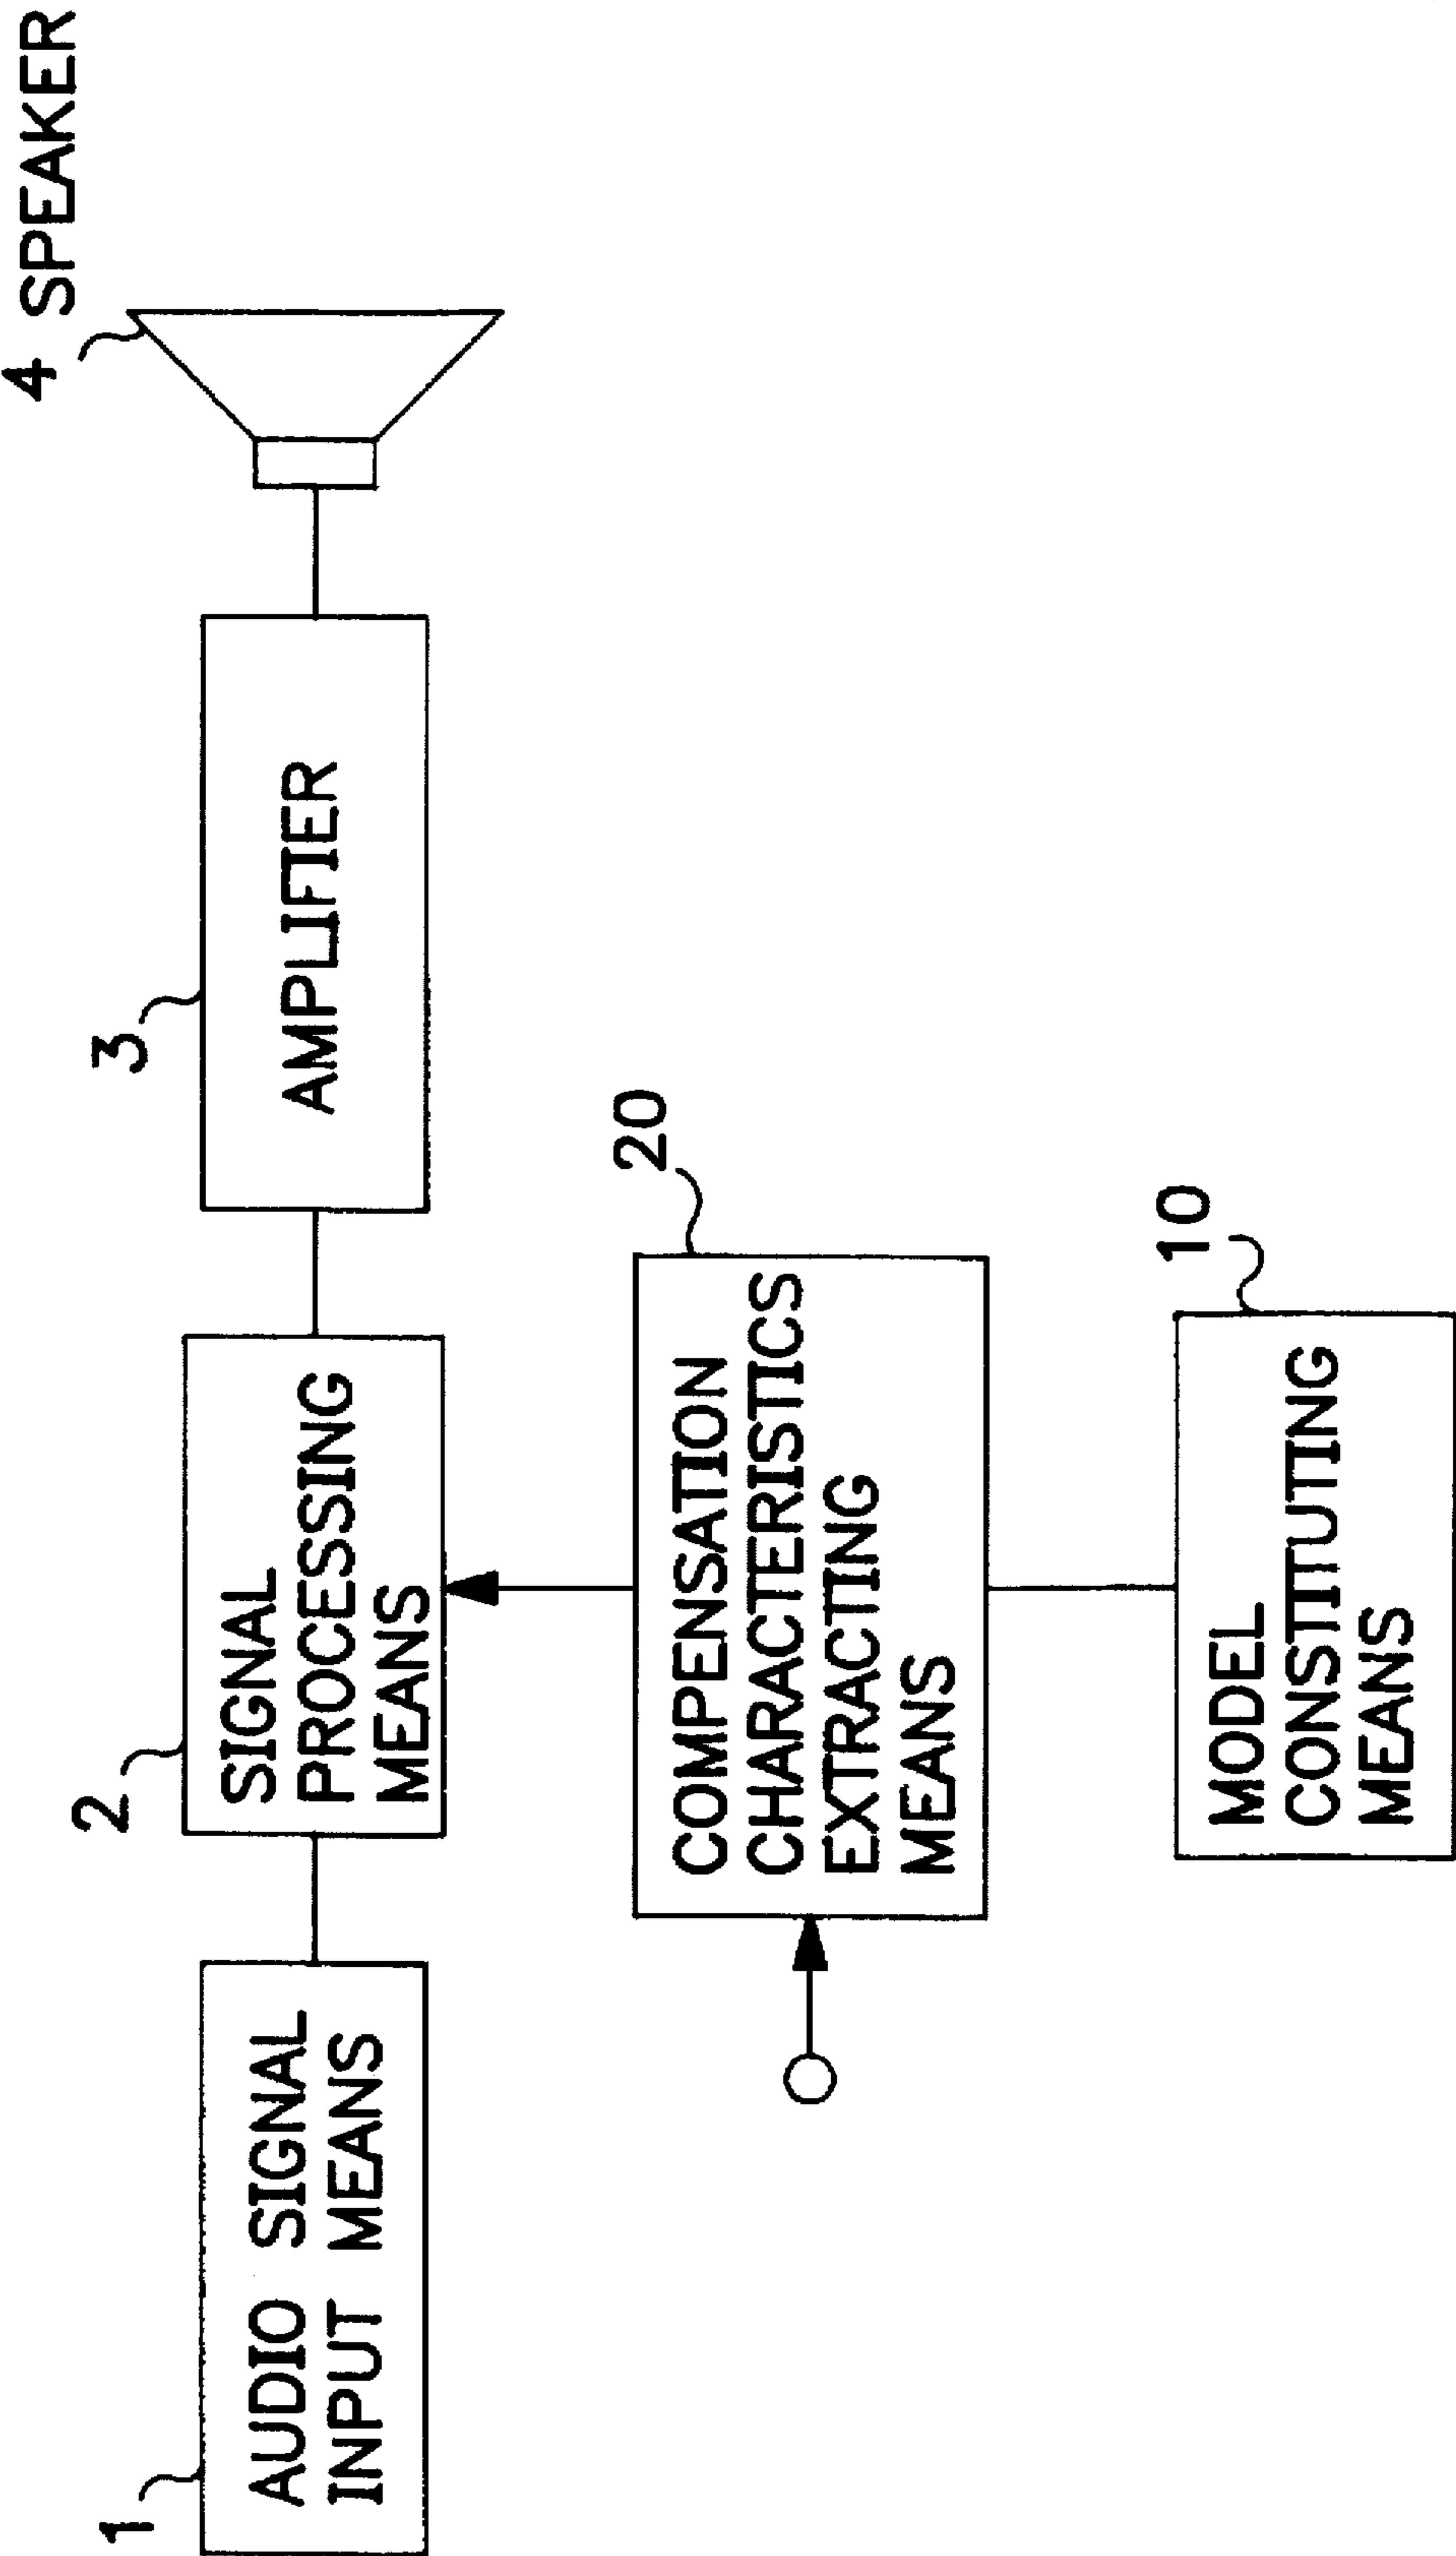 1
AUDIO SIGNAL
INPUT MEANS
2
SIGNAL
PROCESSING
MEANS
3
AMPLIFIER
4 SPEAKER
20
COMPENSATION
CHARACTERISTICS
EXTRACTING
MEANS
10
MODEL
CONSTITUTING
MEANS